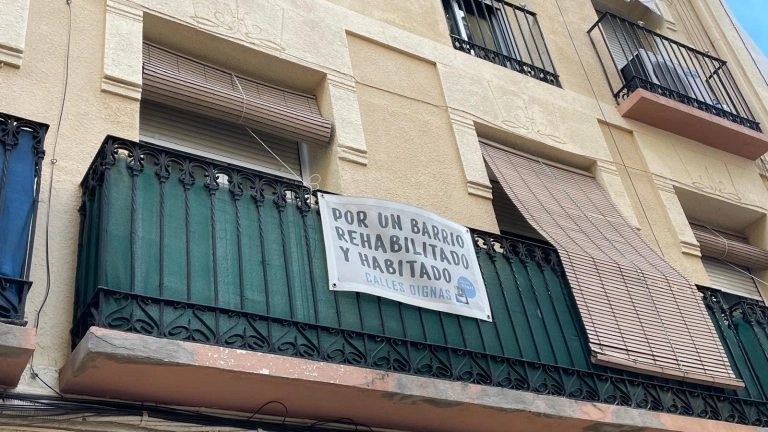 POR UN BARRIO
REHABILITADO
Y HABITADO
CALLES DIGNAS